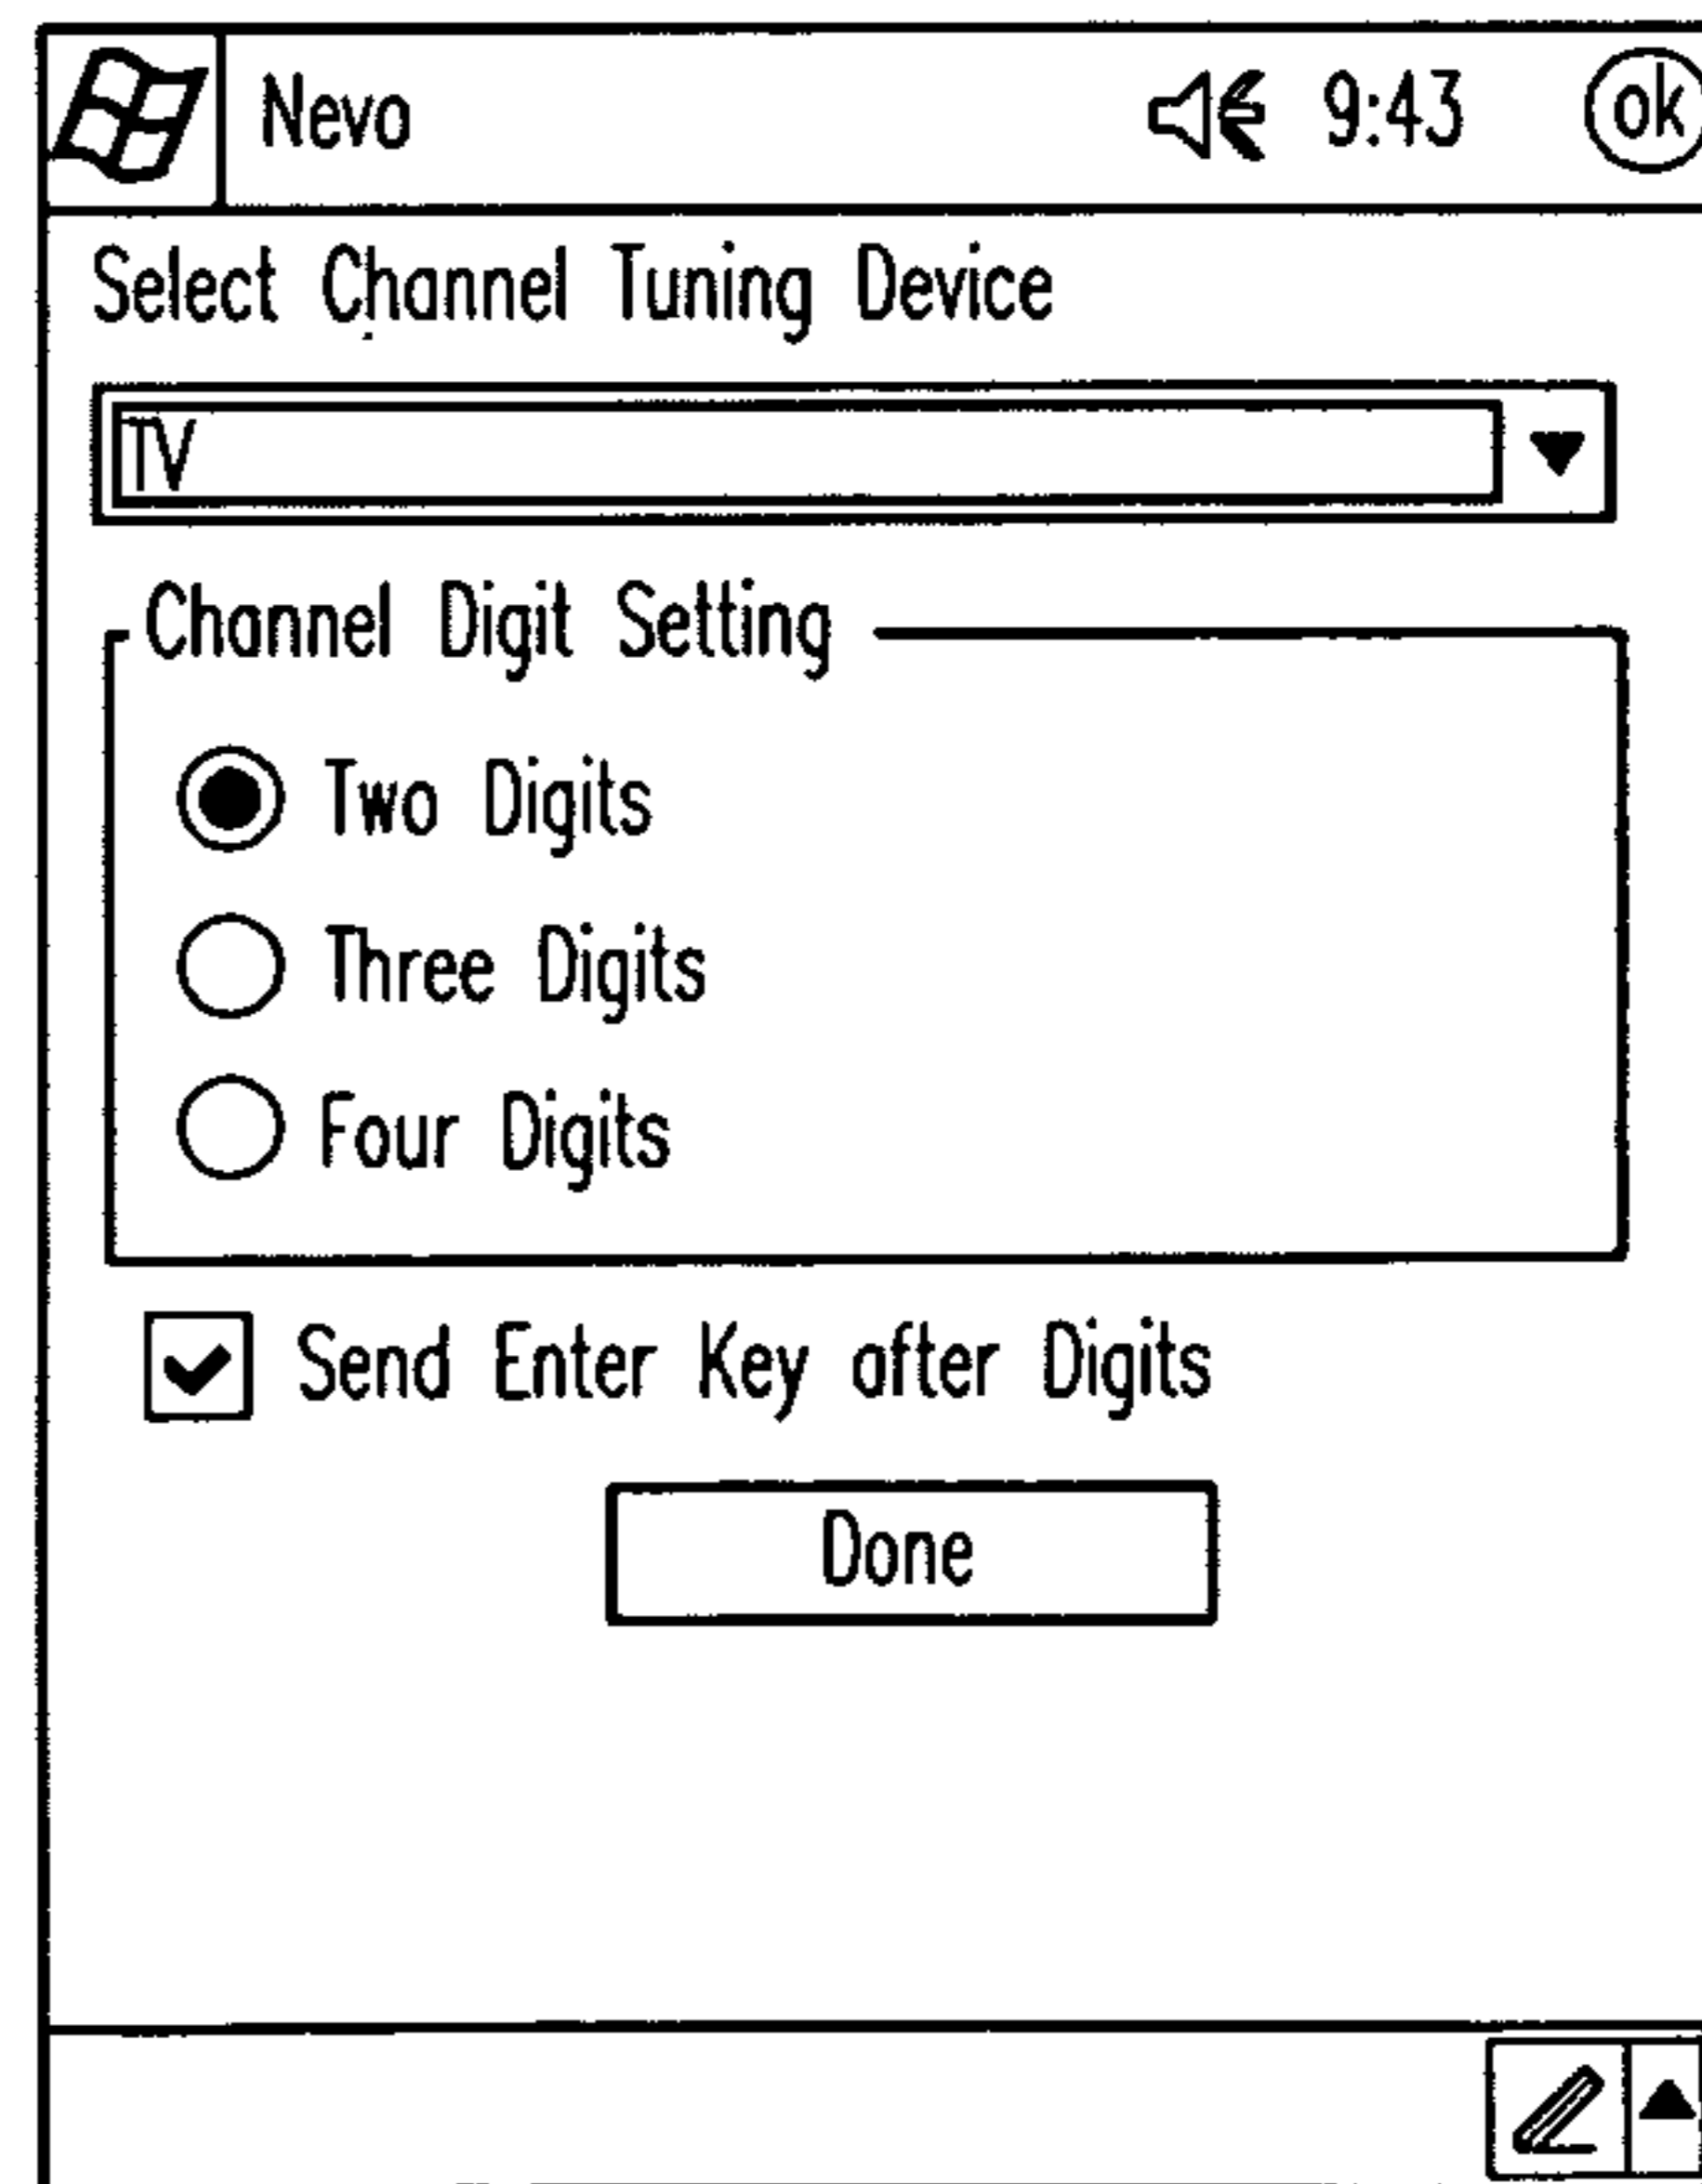 Nevo 9:43 ok
Select Channel Tuning Device
TV
Channel Digit Setting
Two Digits
Three Digits
Four Digits
Send Enter Key after Digits
Done